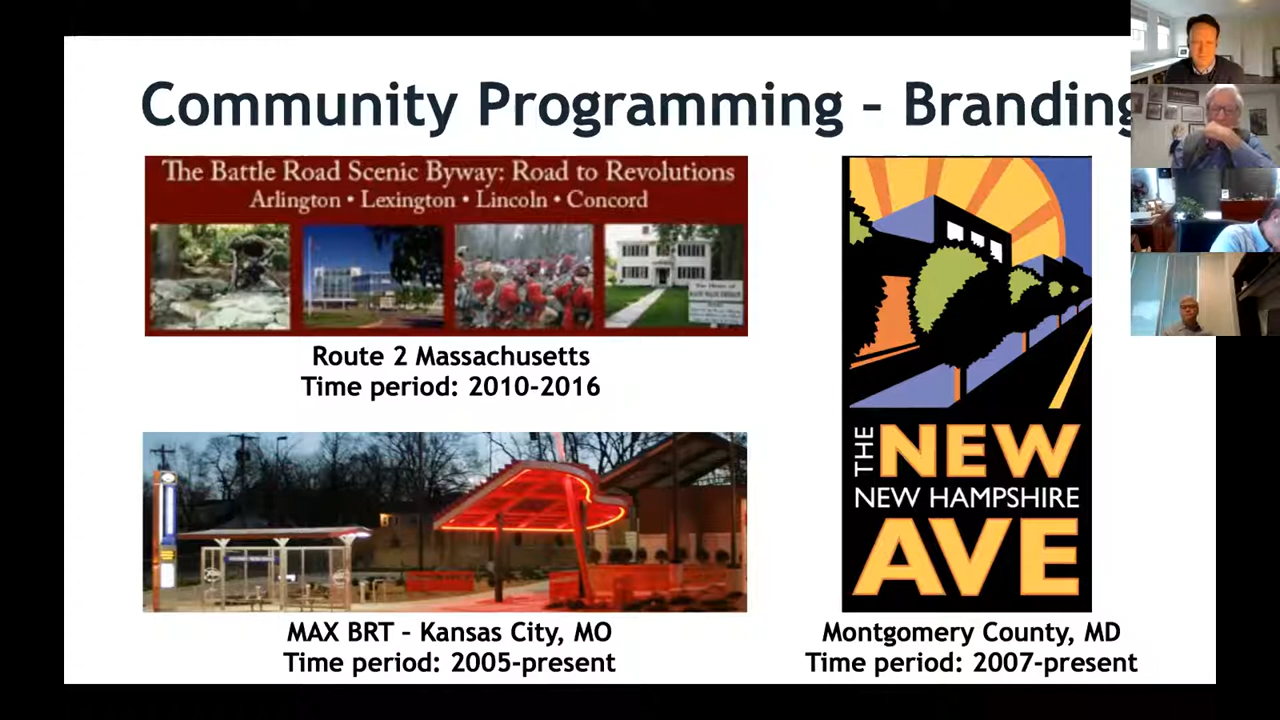 Community Programming – Branding
The Battle Road Scenic Byway: Road to Revolutions
Arlington • Lexington • Lincoln • Concord
Route 2 Massachusetts
Time period: 2010-2016
MAX BRT – Kansas City, MO
Time period: 2005-present
THE NEW
NEW HAMPSHIRE
AVE
Montgomery County, MD
Time period: 2007-present